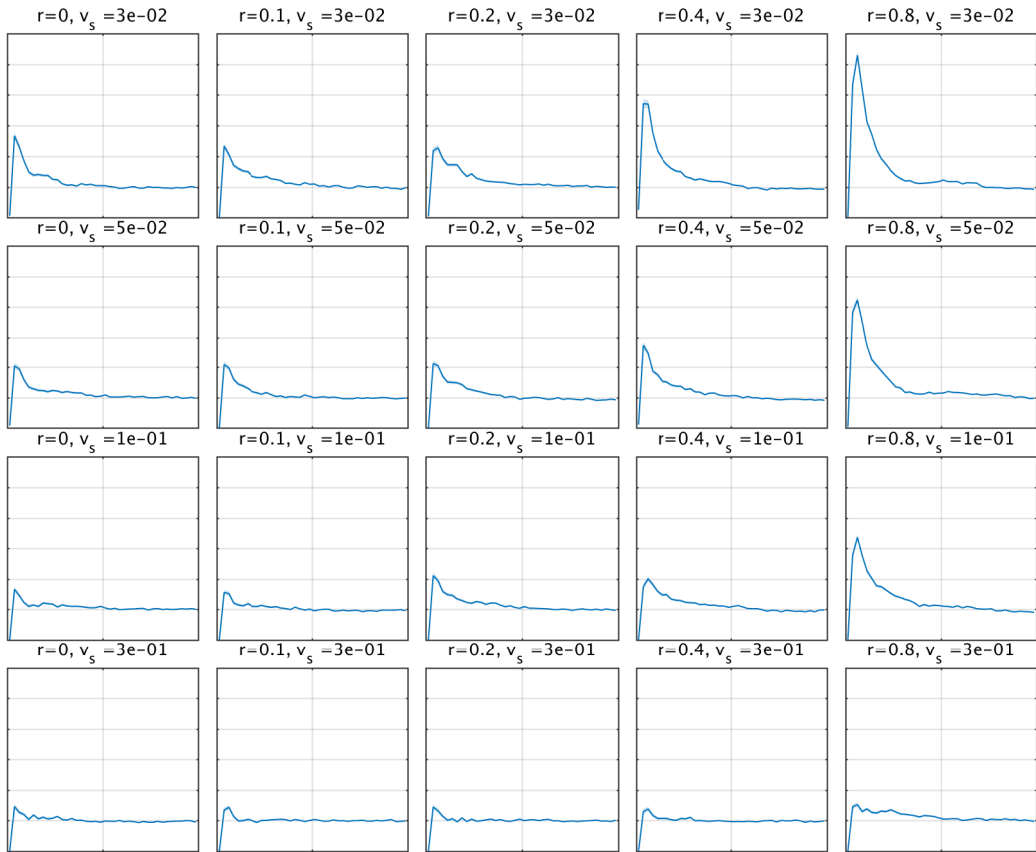 r=0, v_s =3e-02
r=0.1, v_s =3e-02
r=0.2, v_s =3e-02
r=0.4, v_s =3e-02
r=0.8, v_s =3e-02
r=0, v_s =5e-02
r=0.1, v_s =5e-02
r=0.2, v_s =5e-02
r=0.4, v_s =5e-02
r=0.8, v_s =5e-02
r=0, v_s =1e-01
r=0.1, v_s =1e-01
r=0.2, v_s =1e-01
r=0.4, v_s =1e-01
r=0.8, v_s =1e-01
r=0, v_s =3e-01
r=0.1, v_s =3e-01
r=0.2, v_s =3e-01
r=0.4, v_s =3e-01
r=0.8, v_s =3e-01